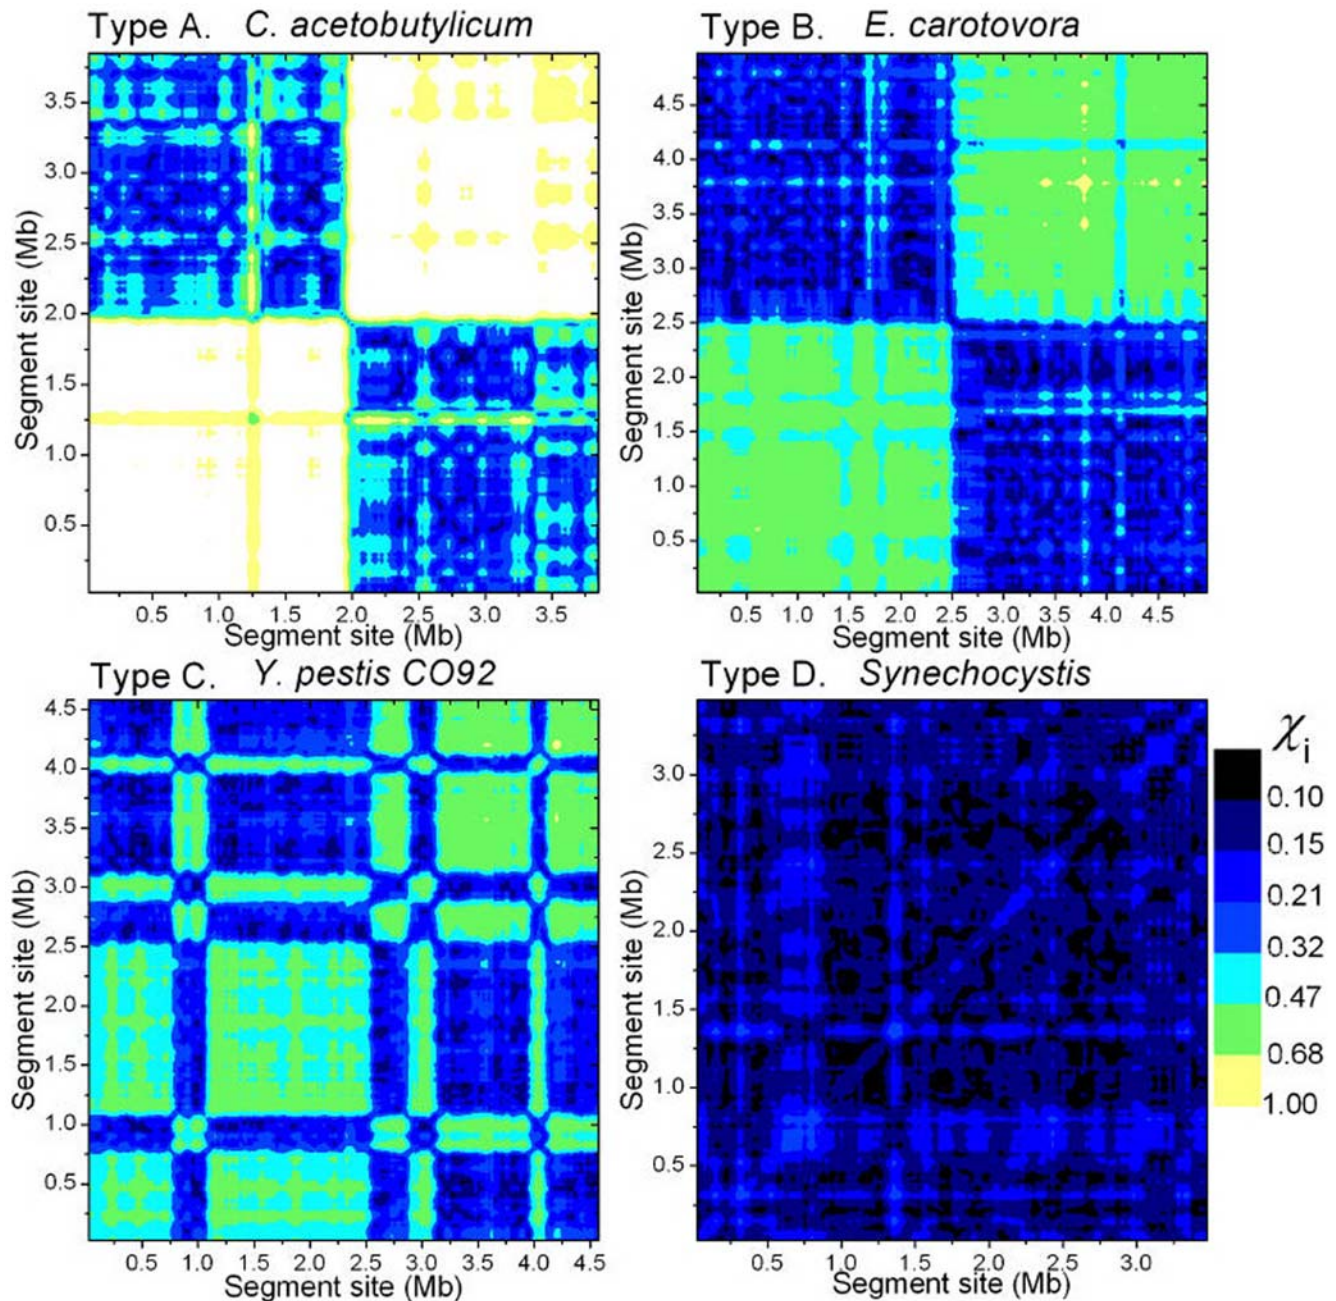 Type A. C. acetobutylicum
3.5
3.0
2.5
2.0
1.5
1.0
0.5
Segment site (Mb)
0.5 1.0 1.5 2.0 2.5 3.0 3.5
Segment site (Mb)
Type B. E. carotovora
4.5
4.0
3.5
3.0
2.5
2.0
1.5
1.0
0.5
Segment site (Mb)
0.5 1.0 1.5 2.0 2.5 3.0 3.5 4.0 4.5
Segment site (Mb)
Type C. Y. pestis CO92
4.5
4.0
3.5
3.0
2.5
2.0
1.5
1.0
0.5
Segment site (Mb)
0.5 1.0 1.5 2.0 2.5 3.0 3.5 4.0 4.5
Segment site (Mb)
Type D. Synechocystis
3.0
2.5
2.0
1.5
1.0
0.5
Segment site (Mb)
0.5 1.0 1.5 2.0 2.5 3.0
Segment site (Mb)
χi
0.10
0.15
0.21
0.32
0.47
0.68
1.00